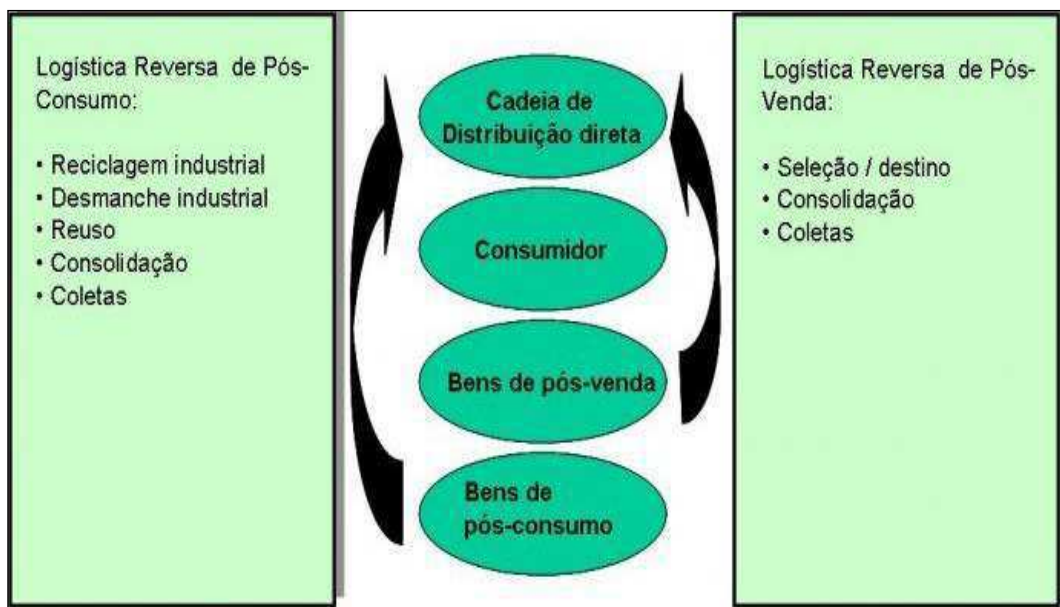 Logística Reversa de Pós-
Consumo:
• Reciclagem industrial
• Desmanche industrial
• Reuso
• Consolidação
• Coletas
Cadeia de
Distribuição direta
Consumidor
Bens de pós-venda
Bens de
pós-consumo
Logística Reversa de Pós-
Venda:
• Seleção / destino
• Consolidação
• Coletas